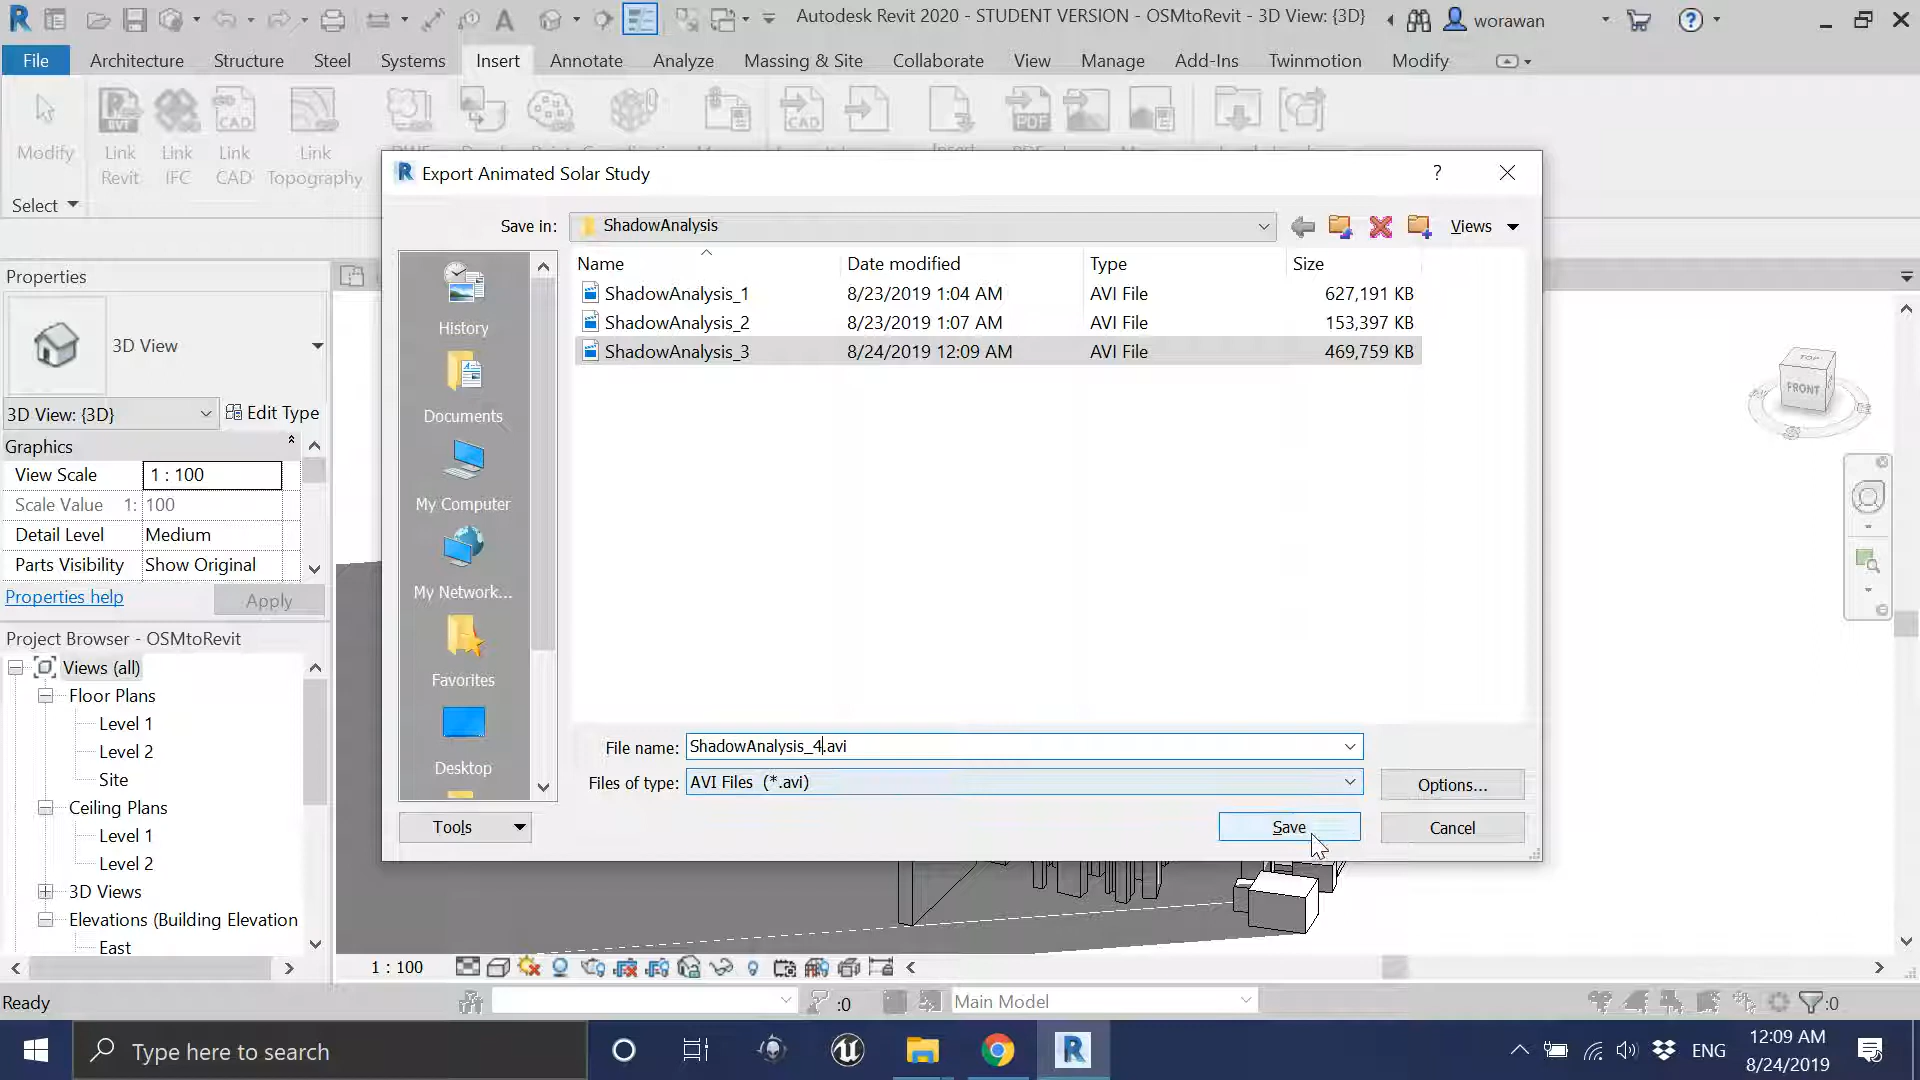 Autodesk Revit 2020 - STUDENT VERSION - OSMtoRevit - 3D View: {3D}
worawan
File Architecture Structure Steel Systems Insert Annotate Analyze Massing & Site Collaborate View Manage Add-Ins Twinmotion Modify
Modify
Link Revit
Link IFC
Link CAD
Link Topography
Select
Export Animated Solar Study
Save in: ShadowAnalysis
Views
Name Date modified Type Size
ShadowAnalysis_1 8/23/2019 1:04 AM AVI File 627,191 KB
ShadowAnalysis_2 8/23/2019 1:07 AM AVI File 153,397 KB
ShadowAnalysis_3 8/24/2019 12:09 AM AVI File 469,759 KB
History
Documents
My Computer
My Network...
Favorites
Desktop
File name: ShadowAnalysis_4.avi
Files of type: AVI Files (*.avi)
Options...
Tools
Save
Cancel
Properties
3D View
3D View: {3D}
Edit Type
Graphics
View Scale 1 : 100
Scale Value 1: 100
Detail Level Medium
Parts Visibility Show Original
Properties help
Apply
Project Browser - OSMtoRevit
Views (all)
Floor Plans
Level 1
Level 2
Site
Ceiling Plans
Level 1
Level 2
3D Views
Elevations (Building Elevation
East
TOP
FRONT
1 : 100
Ready
:0
Main Model
:0
Type here to search
ENG
12:09 AM
8/24/2019